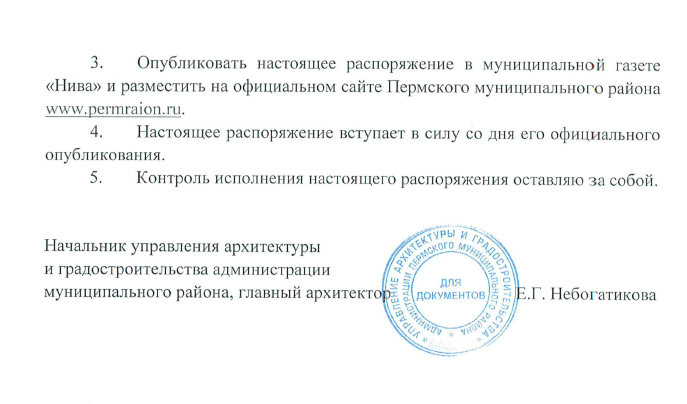 3. Опубликовать настоящее распоряжение в муниципальной газете
«Нива» и разместить на официальном сайте Пермского муниципального района
www.permraion.ru.
4. Настоящее распоряжение вступает в силу со дня его официального
опубликования.
5. Контроль исполнения настоящего распоряжения оставляю за собой.
Начальник управления архитектуры
и градостроительства администрации
муниципального района, главный архитектор
Е.Г. Небогатикова
* УПРАВЛЕНИЕ АРХИТЕКТУРЫ И ГРАДОСТРОИТЕЛЬСТВА *
АДМИНИСТРАЦИИ ПЕРМСКОГО МУНИЦИПАЛЬНОГО РАЙОНА *
ДЛЯ
ДОКУМЕНТОВ